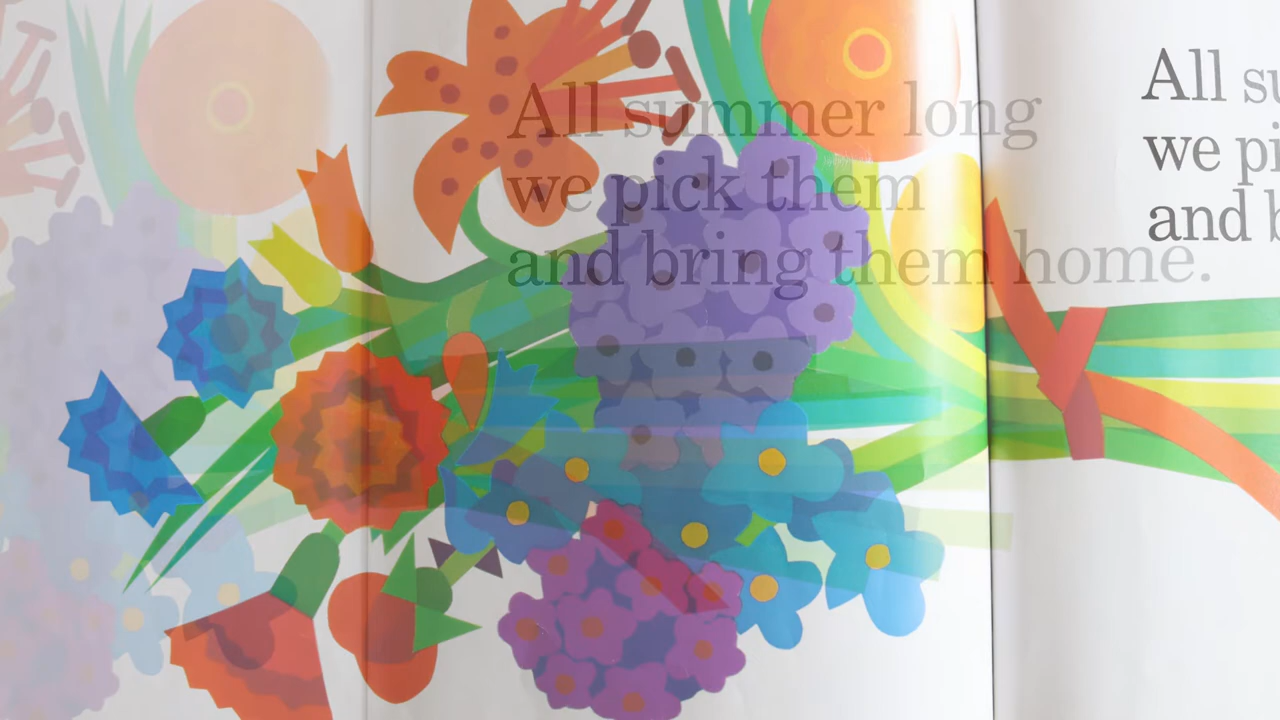 All summer long
we pick them
and bring them home.
All su
we pi
and b